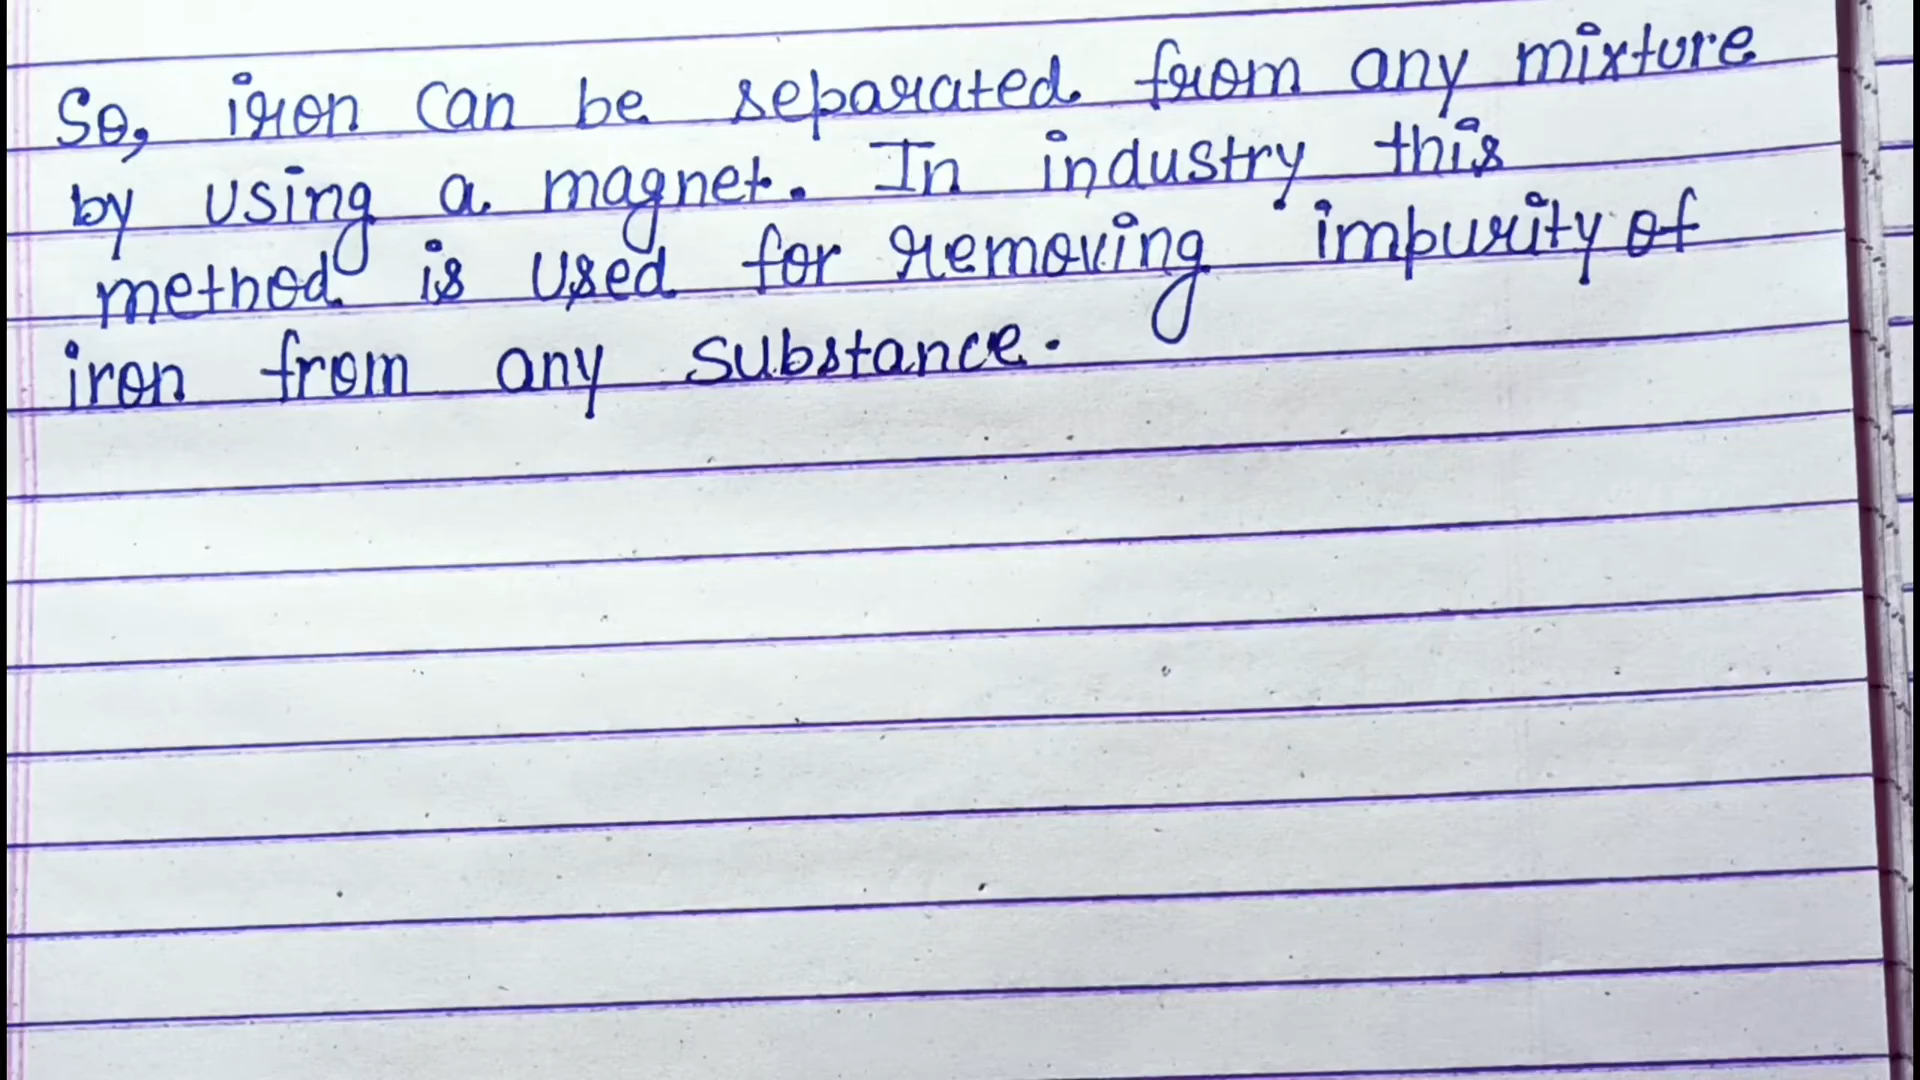 So, iron can be separated from any mixture
by using a magnet. In industry this
method is used for removing impurity of
iron from any substance.